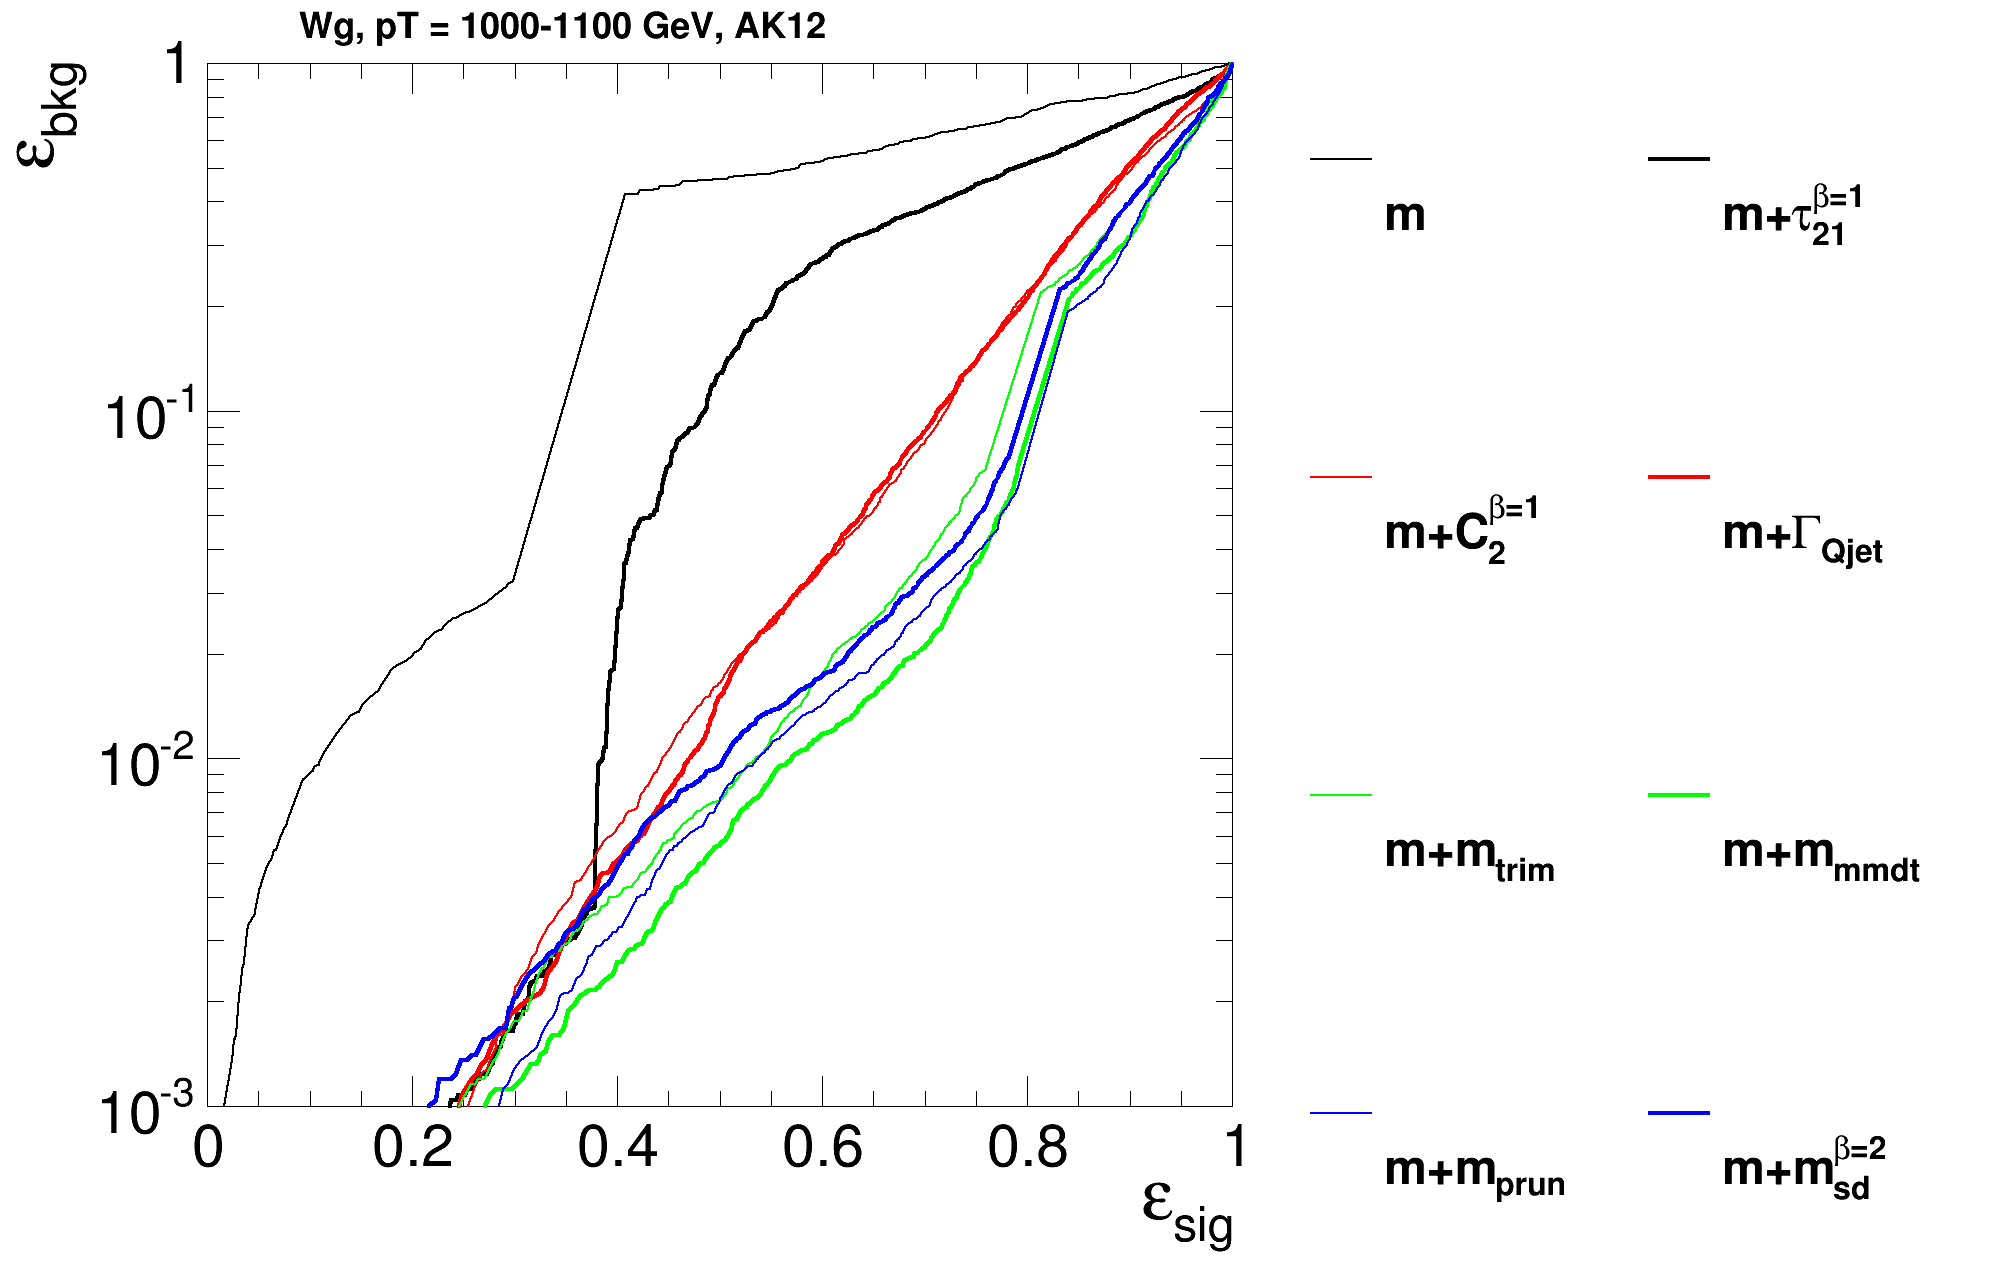 Wg, pT = 1000-1100 GeV, AK12
ε_bkg
1
10^-1
10^-2
10^-3
0 0.2 0.4 0.6 0.8 1
ε_sig
m
m+τ_21^β=1
m+C_2^β=1
m+Γ_Qjet
m+m_trim
m+m_mmdt
m+m_prun
m+m_sd^β=2